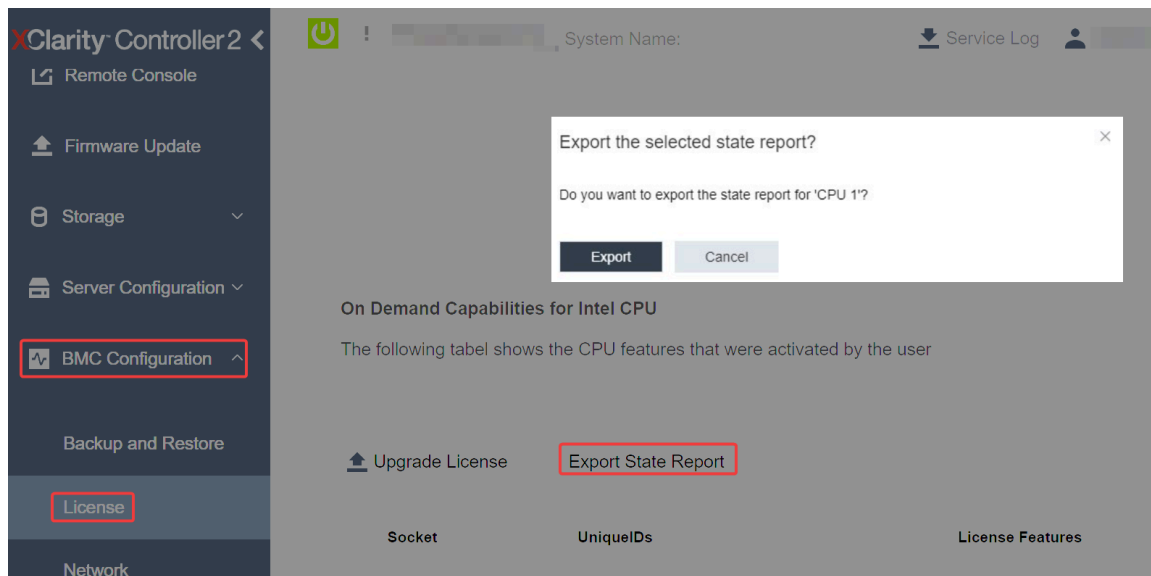 XClarity™ Controller 2
Remote Console
Firmware Update
Storage
Server Configuration
BMC Configuration
Backup and Restore
License
Network
System Name:
Service Log
Export the selected state report?
Do you want to export the state report for 'CPU 1'?
Export Cancel
On Demand Capabilities for Intel CPU
The following tabel shows the CPU features that were activated by the user
Upgrade License Export State Report
Socket UniqueIDs License Features